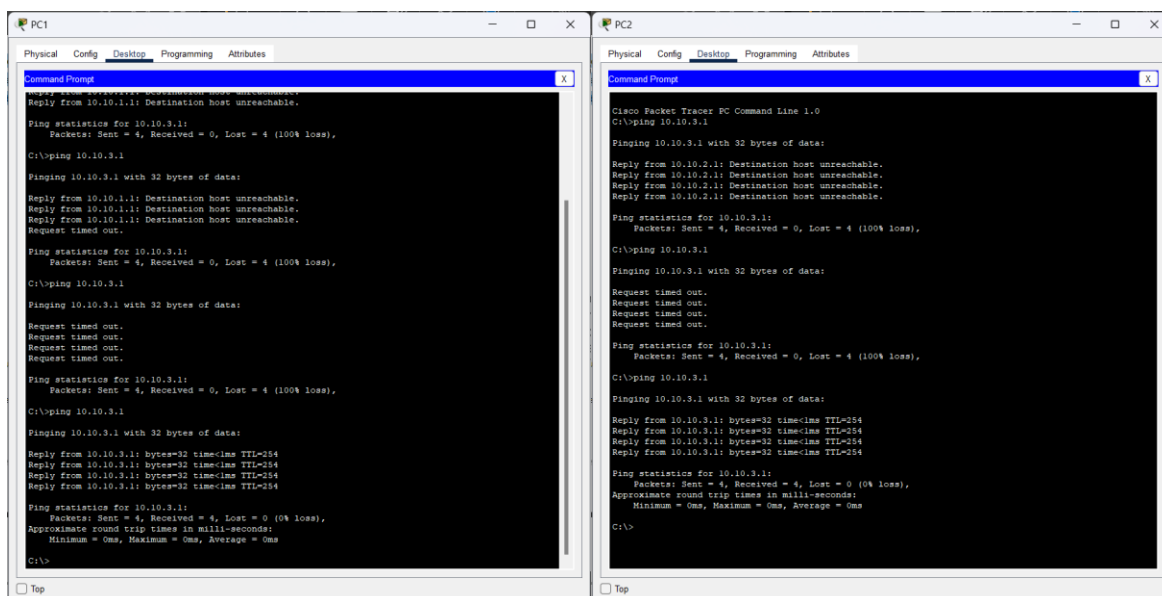 PC1
Physical Config Desktop Programming Attributes
Command Prompt
X
Reply from 10.10.1.1: Destination host unreachable.
Reply from 10.10.1.1: Destination host unreachable.
Ping statistics for 10.10.3.1:
Packets: Sent = 4, Received = 0, Lost = 4 (100% loss),
C:\>ping 10.10.3.1
Pinging 10.10.3.1 with 32 bytes of data:
Reply from 10.10.1.1: Destination host unreachable.
Reply from 10.10.1.1: Destination host unreachable.
Reply from 10.10.1.1: Destination host unreachable.
Request timed out.
Ping statistics for 10.10.3.1:
Packets: Sent = 4, Received = 0, Lost = 4 (100% loss),
C:\>ping 10.10.3.1
Pinging 10.10.3.1 with 32 bytes of data:
Request timed out.
Request timed out.
Request timed out.
Request timed out.
Ping statistics for 10.10.3.1:
Packets: Sent = 4, Received = 0, Lost = 4 (100% loss),
C:\>ping 10.10.3.1
Pinging 10.10.3.1 with 32 bytes of data:
Reply from 10.10.3.1: bytes=32 time<1ms TTL=254
Reply from 10.10.3.1: bytes=32 time<1ms TTL=254
Reply from 10.10.3.1: bytes=32 time<1ms TTL=254
Reply from 10.10.3.1: bytes=32 time<1ms TTL=254
Ping statistics for 10.10.3.1:
Packets: Sent = 4, Received = 4, Lost = 0 (0% loss),
Approximate round trip times in milli-seconds:
Minimum = 0ms, Maximum = 0ms, Average = 0ms
C:\>
Top
PC2
Physical Config Desktop Programming Attributes
Command Prompt
X
Cisco Packet Tracer PC Command Line 1.0
C:\>ping 10.10.3.1
Pinging 10.10.3.1 with 32 bytes of data:
Reply from 10.10.2.1: Destination host unreachable.
Reply from 10.10.2.1: Destination host unreachable.
Reply from 10.10.2.1: Destination host unreachable.
Reply from 10.10.2.1: Destination host unreachable.
Ping statistics for 10.10.3.1:
Packets: Sent = 4, Received = 0, Lost = 4 (100% loss),
C:\>ping 10.10.3.1
Pinging 10.10.3.1 with 32 bytes of data:
Request timed out.
Request timed out.
Request timed out.
Request timed out.
Ping statistics for 10.10.3.1:
Packets: Sent = 4, Received = 0, Lost = 4 (100% loss),
C:\>ping 10.10.3.1
Pinging 10.10.3.1 with 32 bytes of data:
Reply from 10.10.3.1: bytes=32 time<1ms TTL=254
Reply from 10.10.3.1: bytes=32 time<1ms TTL=254
Reply from 10.10.3.1: bytes=32 time<1ms TTL=254
Reply from 10.10.3.1: bytes=32 time<1ms TTL=254
Ping statistics for 10.10.3.1:
Packets: Sent = 4, Received = 4, Lost = 0 (0% loss),
Approximate round trip times in milli-seconds:
Minimum = 0ms, Maximum = 0ms, Average = 0ms
C:\>
Top